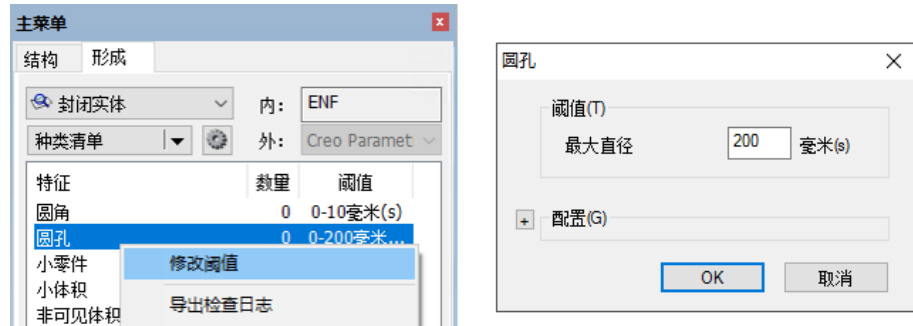 主菜单
结构 形成
封闭实体 内: ENF
种类清单 外: Creo Paramet
特征 数量 阈值
圆角 0 0-10毫米(s)
圆孔 0 0-200毫米...
小零件
小体积
非可见体积
修改阈值
导出检查日志
圆孔
阈值(T)
最大直径 200 毫米(s)
配置(G)
OK 取消